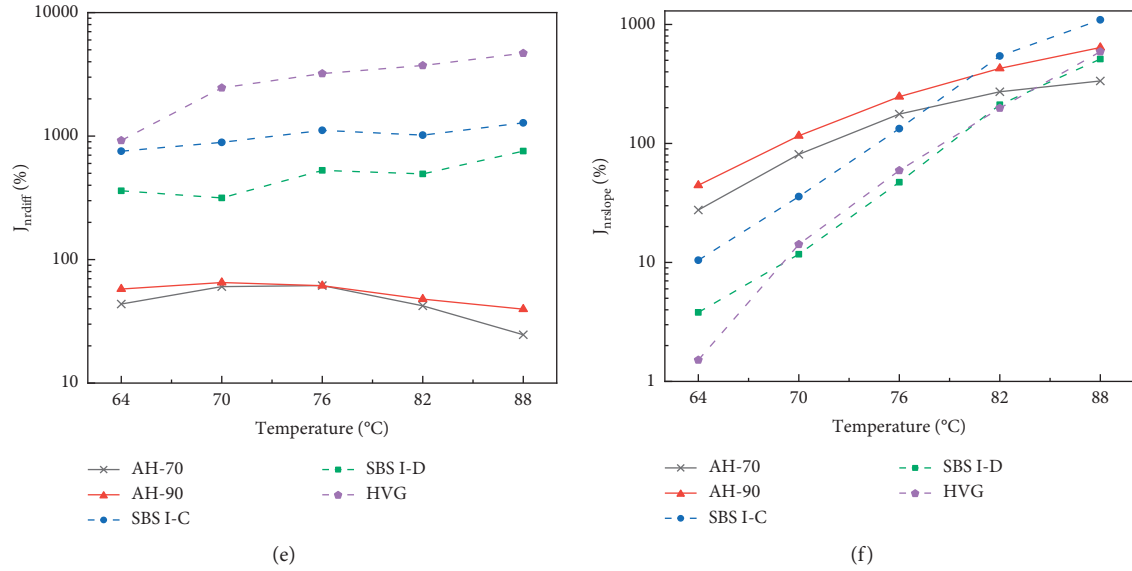 10000
1000
100
10
J_nrdiff (%)
64 70 76 82 88
Temperature (°C)
AH-70
AH-90
SBS I-C
SBS I-D
HVG
(e)
1000
100
10
1
J_nrslope (%)
64 70 76 82 88
Temperature (°C)
AH-70
AH-90
SBS I-C
SBS I-D
HVG
(f)